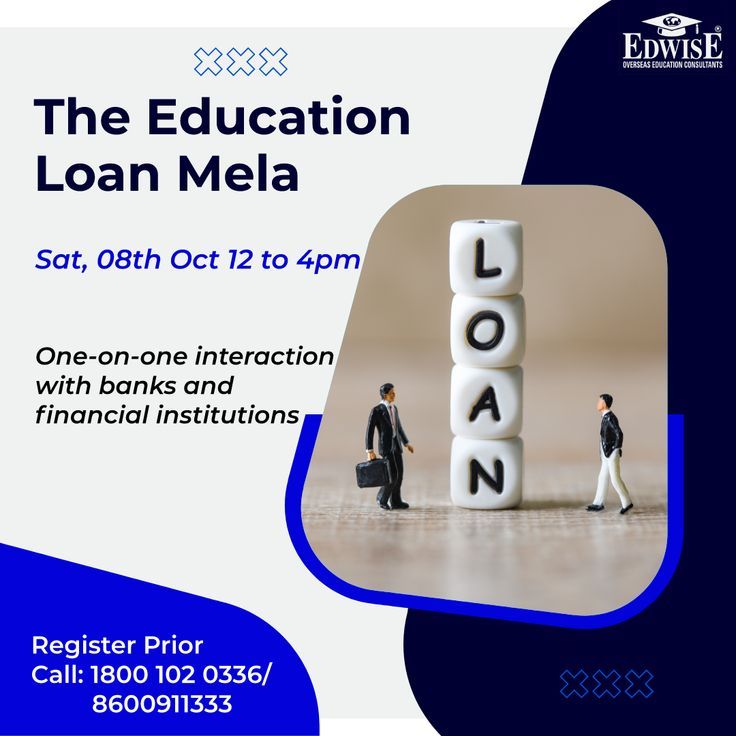 EDWISE®
OVERSEAS EDUCATION CONSULTANTS
The Education
Loan Mela
Sat, 08th Oct 12 to 4pm
One-on-one interaction
with banks and
financial institutions
L
O
A
N
Register Prior
Call: 1800 102 0336/
8600911333